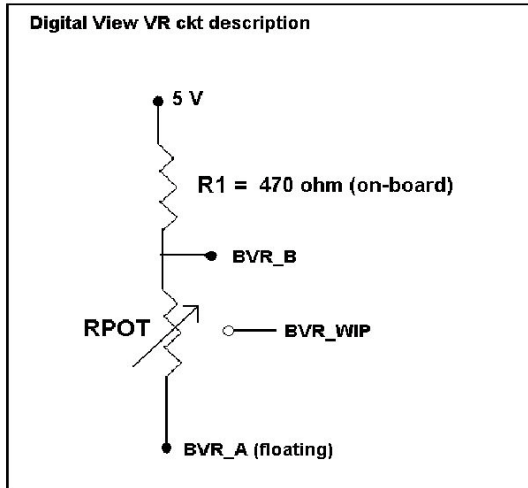 Digital View VR ckt description
5 V
R1 = 470 ohm (on-board)
BVR_B
RPOT
BVR_WIP
BVR_A (floating)